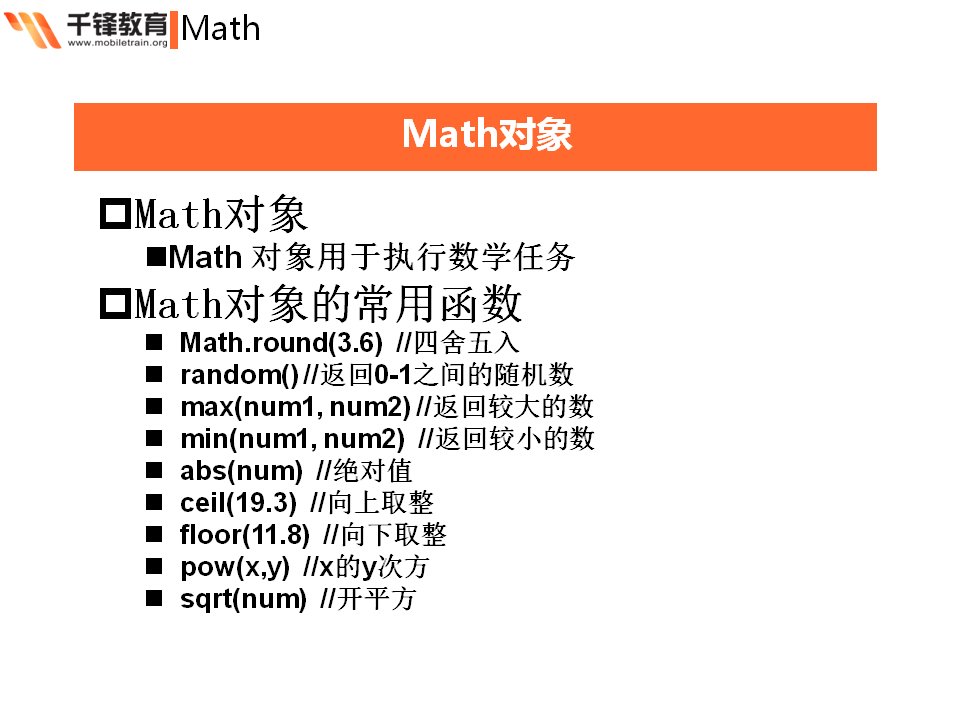 千锋教育
www.mobiletrain.org
Math
Math对象
Math对象
Math 对象用于执行数学任务
Math对象的常用函数
Math.round(3.6) //四舍五入
random()//返回0-1之间的随机数
max(num1, num2)//返回较大的数
min(num1, num2) //返回较小的数
abs(num) //绝对值
ceil(19.3) //向上取整
floor(11.8) //向下取整
pow(x,y) //x的y次方
sqrt(num) //开平方